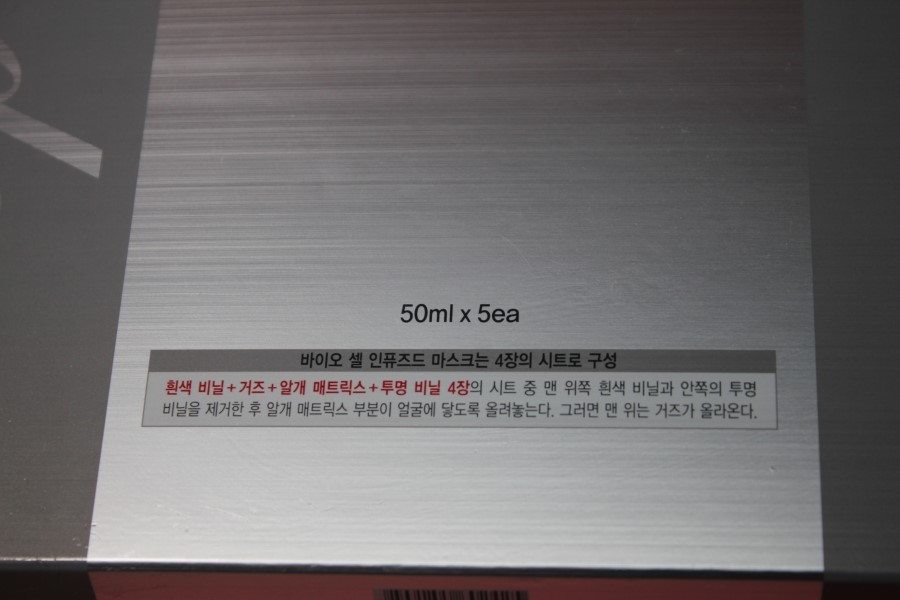 50ml x 5ea
바이오 셀 인퓨즈드 마스크는 4장의 시트로 구성
흰색 비닐+거즈+알개 매트릭스+투명 비닐 4장의 시트 중 맨 위쪽 흰색 비닐과 안쪽의 투명
비닐을 제거한 후 알개 매트릭스 부분이 얼굴에 닿도록 올려놓는다. 그러면 맨 위는 거즈가 올라온다.